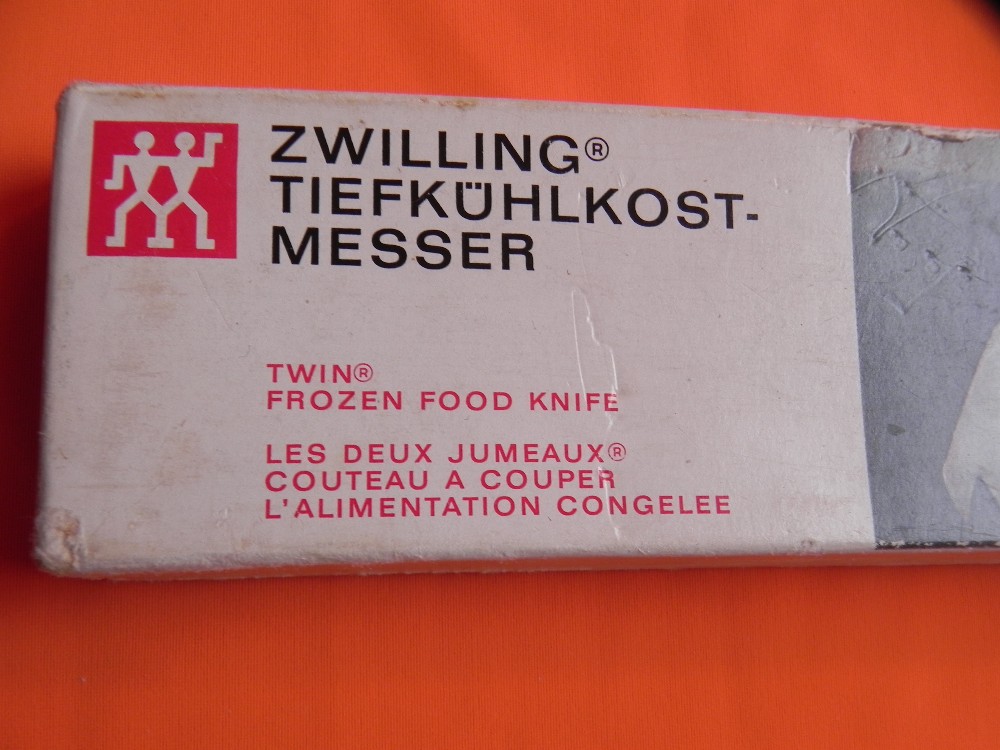 ZWILLING®
TIEFKÜHLKOST-
MESSER
TWIN®
FROZEN FOOD KNIFE
LES DEUX JUMEAUX®
COUTEAU A COUPER
L'ALIMENTATION CONGELEE